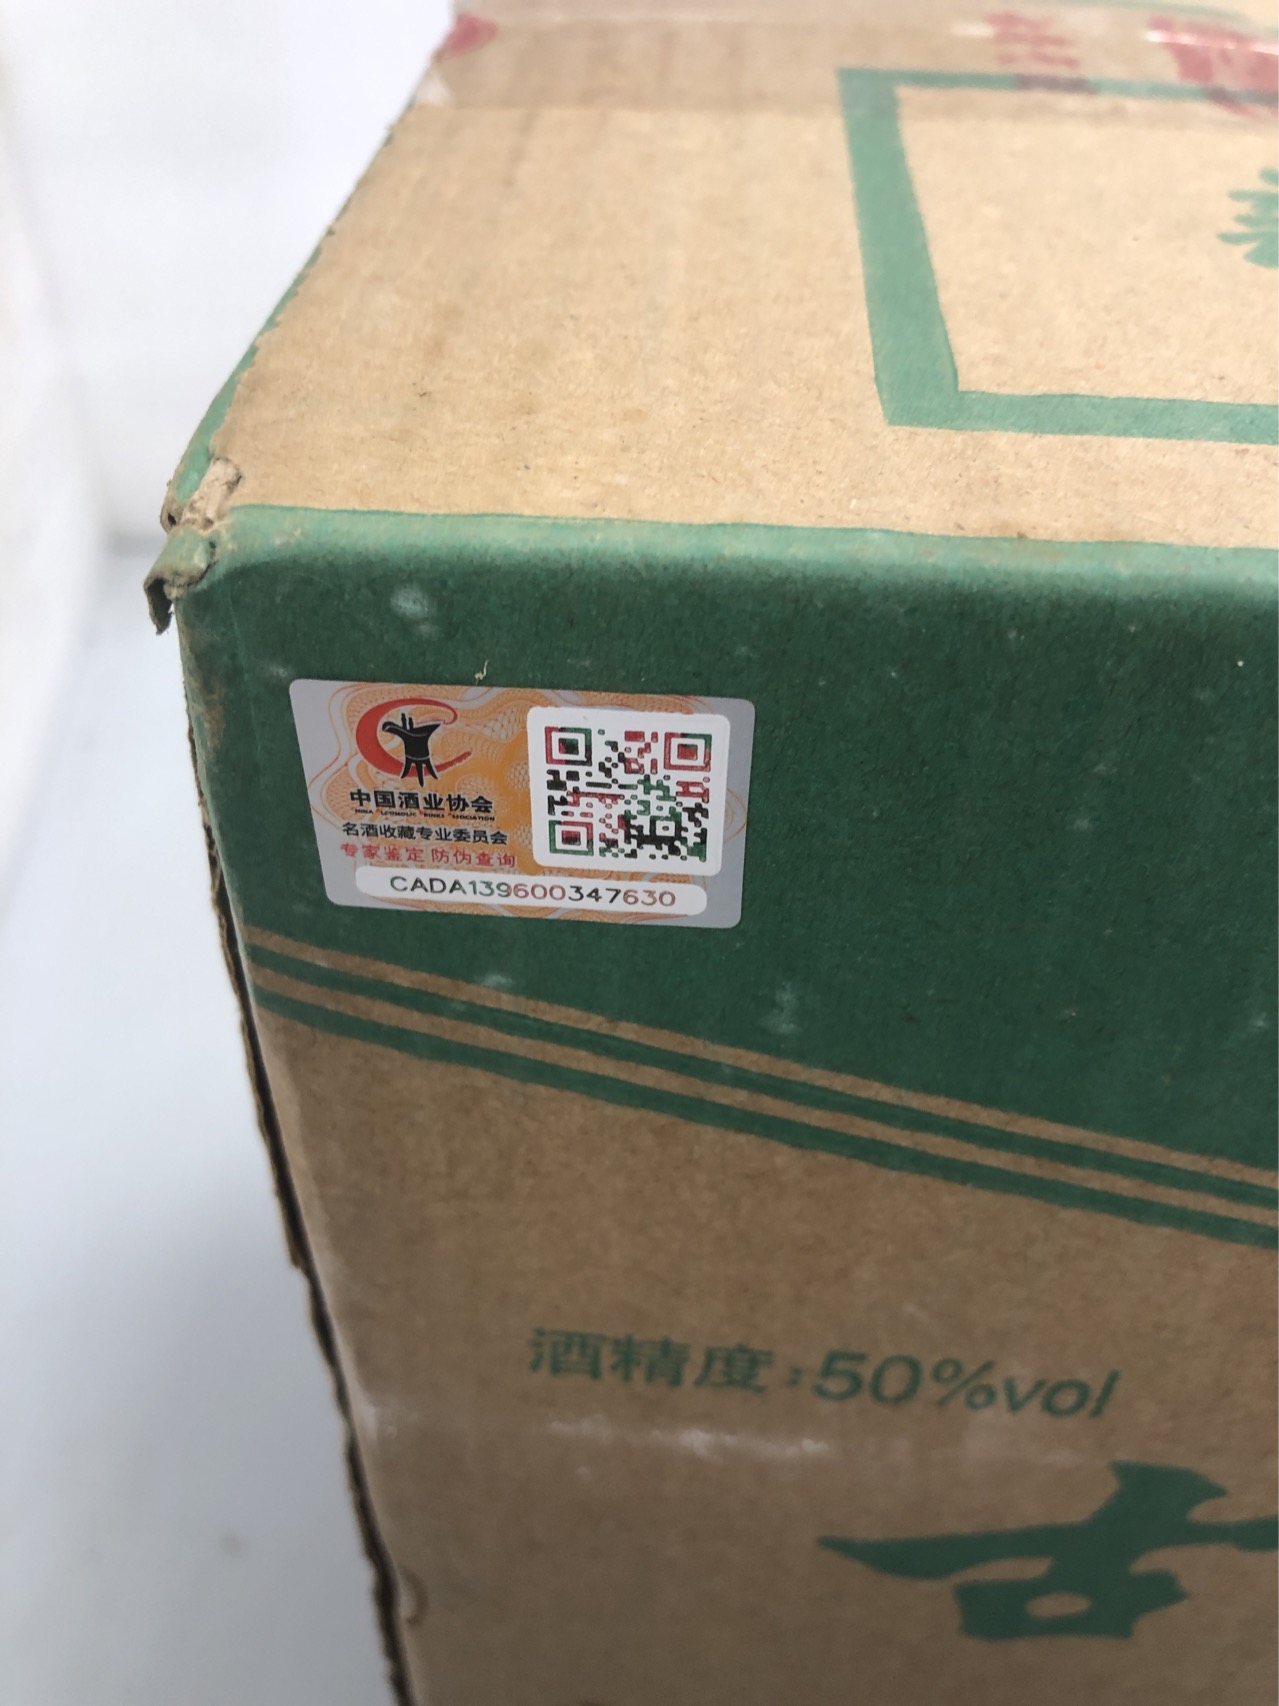 中国酒业协会
名酒收藏专业委员会
专家鉴定 防伪查询
CADA139600347630
酒精度:50%vol
古